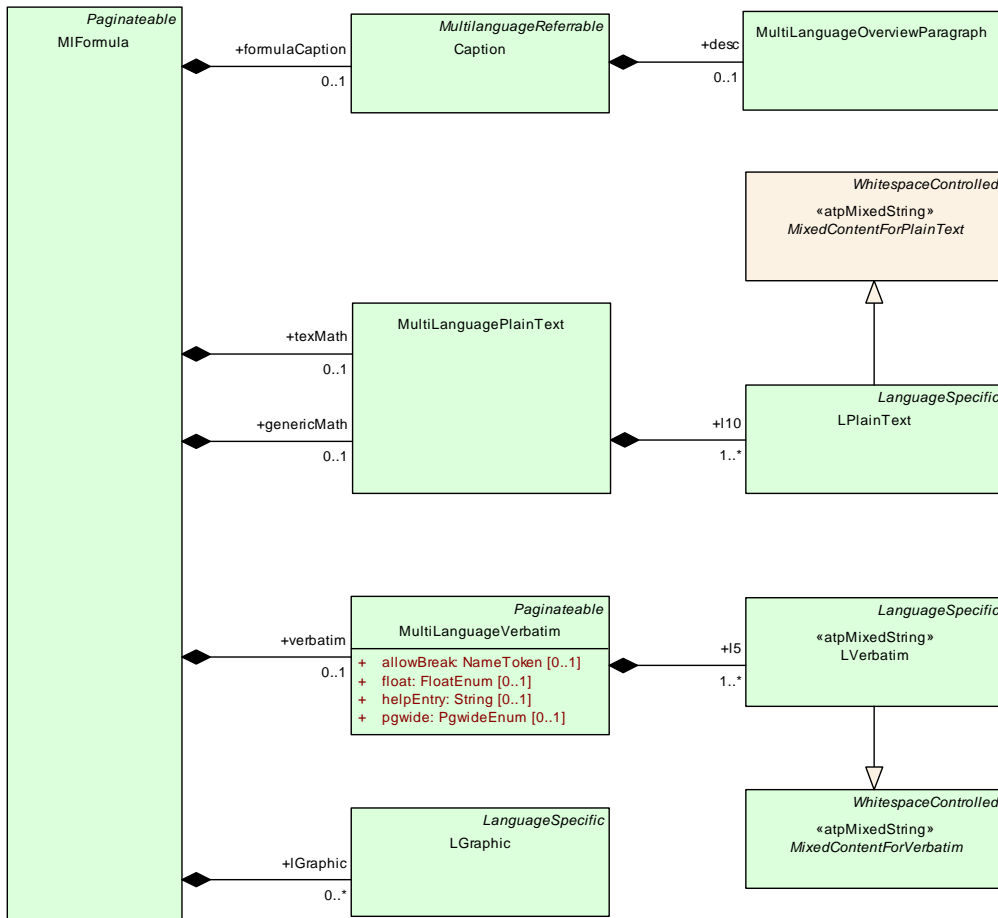 Paginateable
MlFormula
+formulaCaption
0..1
MultilanguageReferrable
Caption
+desc
0..1
MultiLanguageOverviewParagraph
WhitespaceControlled
«atpMixedString»
MixedContentForPlainText
+texMath
0..1
+genericMath
0..1
MultiLanguagePlainText
+l10
1..*
LanguageSpecific
LPlainText
+verbatim
0..1
Paginateable
MultiLanguageVerbatim
+ allowBreak: NameToken [0..1]
+ float: FloatEnum [0..1]
+ helpEntry: String [0..1]
+ pgwide: PgwideEnum [0..1]
+l5
1..*
LanguageSpecific
«atpMixedString»
LVerbatim
WhitespaceControlled
«atpMixedString»
MixedContentForVerbatim
+lGraphic
0..*
LanguageSpecific
LGraphic